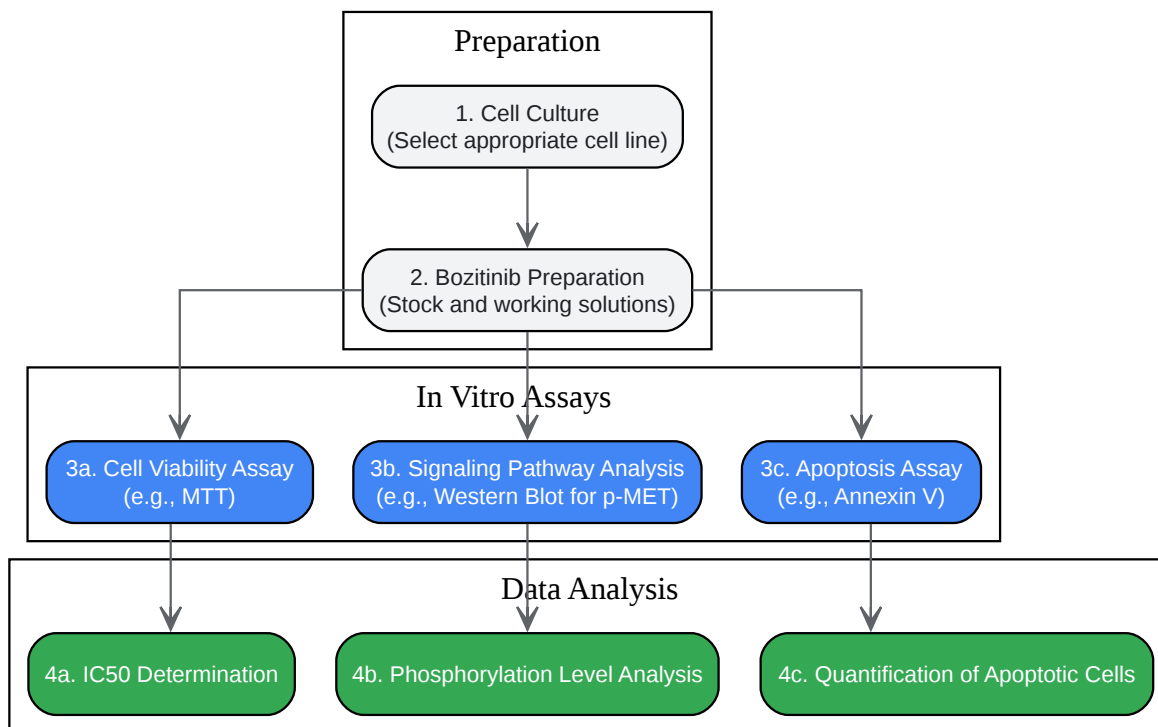 Preparation
1. Cell Culture
(Select appropriate cell line)
2. Bozitinib Preparation
(Stock and working solutions)
In Vitro Assays
3a. Cell Viability Assay
(e.g., MTT)
3b. Signaling Pathway Analysis
(e.g., Western Blot for p-MET)
3c. Apoptosis Assay
(e.g., Annexin V)
Data Analysis
4a. IC50 Determination
4b. Phosphorylation Level Analysis
4c. Quantification of Apoptotic Cells